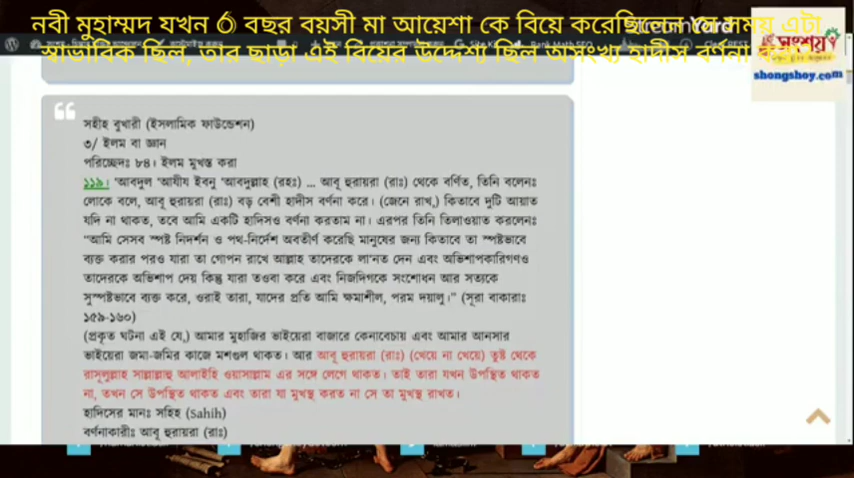 নবী মুহাম্মদ যখন 6 বছর বয়সী মা আয়েশা কে বিয়ে করেছিলেন সে সময় এটা
স্বাভাবিক ছিল, তার ছাড়া এই বিয়ের উদ্দেশ্য ছিল অসংখ্য হাদীস বর্ণনা
সংশয়
shongshoy.com
সহীহ বুখারী (ইসলামিক ফাউন্ডেশন)
৩/ ইলম বা জ্ঞান
পরিচ্ছেদঃ ৮৪। ইলম মুখস্ত করা
১১৯। 'আবদুল 'আযীয ইবনু 'আবদুল্লাহ (রহঃ) ... আবূ হুরায়রা (রাঃ) থেকে বর্ণিত, তিনি বলেনঃ
লোকে বলে, আবূ হুরায়রা (রাঃ) বড় বেশী হাদীস বর্ণনা করে। (জেনে রাখ,) কিতাবে দুটি আয়াত
যদি না থাকত, তবে আমি একটি হাদিসও বর্ণনা করতাম না। এরপর তিনি তিলাওয়াত করলেনঃ
“আমি সেসব স্পষ্ট নিদর্শন ও পথ-নির্দেশ অবতীর্ণ করেছি মানুষের জন্য কিতাবে তা স্পষ্টভাবে
ব্যক্ত করার পরও যারা তা গোপন রাখে আল্লাহ তাদেরকে লা'নত দেন এবং অভিশাপকারিগণও
তাদেরকে অভিশাপ দেয় কিন্তু যারা তওবা করে এবং নিজদিগকে সংশোধন আর সত্যকে
সুস্পষ্টভাবে ব্যক্ত করে, ওরাই তারা, যাদের প্রতি আমি ক্ষমাশীল, পরম দয়ালু।” (সূরা বাকারাঃ
১৫৯-১৬০)
(প্রকৃত ঘটনা এই যে,) আমার মুহাজির ভাইয়েরা বাজারে কেনাবেচায় এবং আমার আনসার
ভাইয়েরা জমা-জমির কাজে মশগুল থাকত। আর আবূ হুরায়রা (রাঃ) (খেয়ে না খেয়ে) তুষ্ট থেকে
রাসূলুল্লাহ সাল্লাল্লাহু আলাইহি ওয়াসাল্লাম এর সঙ্গে লেগে থাকত। তাই তারা যখন উপস্থিত থাকত
না, তখন সে উপস্থিত থাকত এবং তারা যা মুখস্থ করত না সে তা মুখস্থ রাখত।
হাদিসের মানঃ সহিহ (Sahih)
বর্ণনাকারীঃ আবূ হুরায়রা (রাঃ)